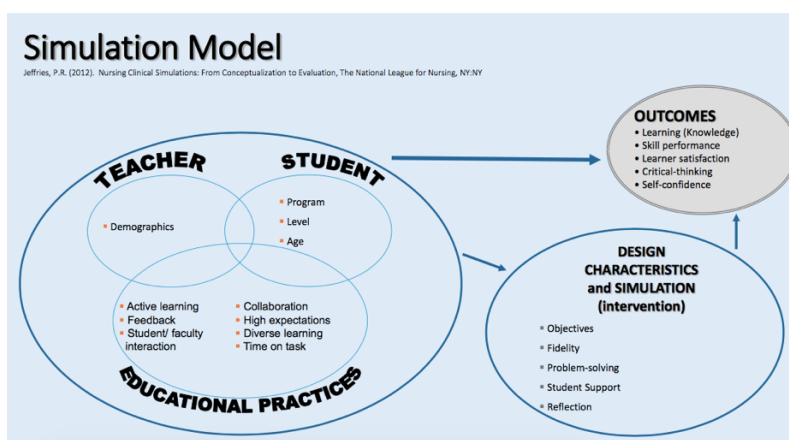 Simulation Model
Jeffries, P.R. (2012). Nursing Clinical Simulations: From Conceptualization to Evaluation, The National League for Nursing, NY:NY
TEACHER
STUDENT
▪ Demographics
▪ Program
▪ Level
▪ Age
▪ Active learning
▪ Feedback
▪ Student/ faculty
interaction
▪ Collaboration
▪ High expectations
▪ Diverse learning
▪ Time on task
EDUCATIONAL PRACTICES
OUTCOMES
• Learning (Knowledge)
• Skill performance
• Learner satisfaction
• Critical-thinking
• Self-confidence
DESIGN
CHARACTERISTICS
and SIMULATION
(intervention)
▪ Objectives
▪ Fidelity
▪ Problem-solving
▪ Student Support
▪ Reflection